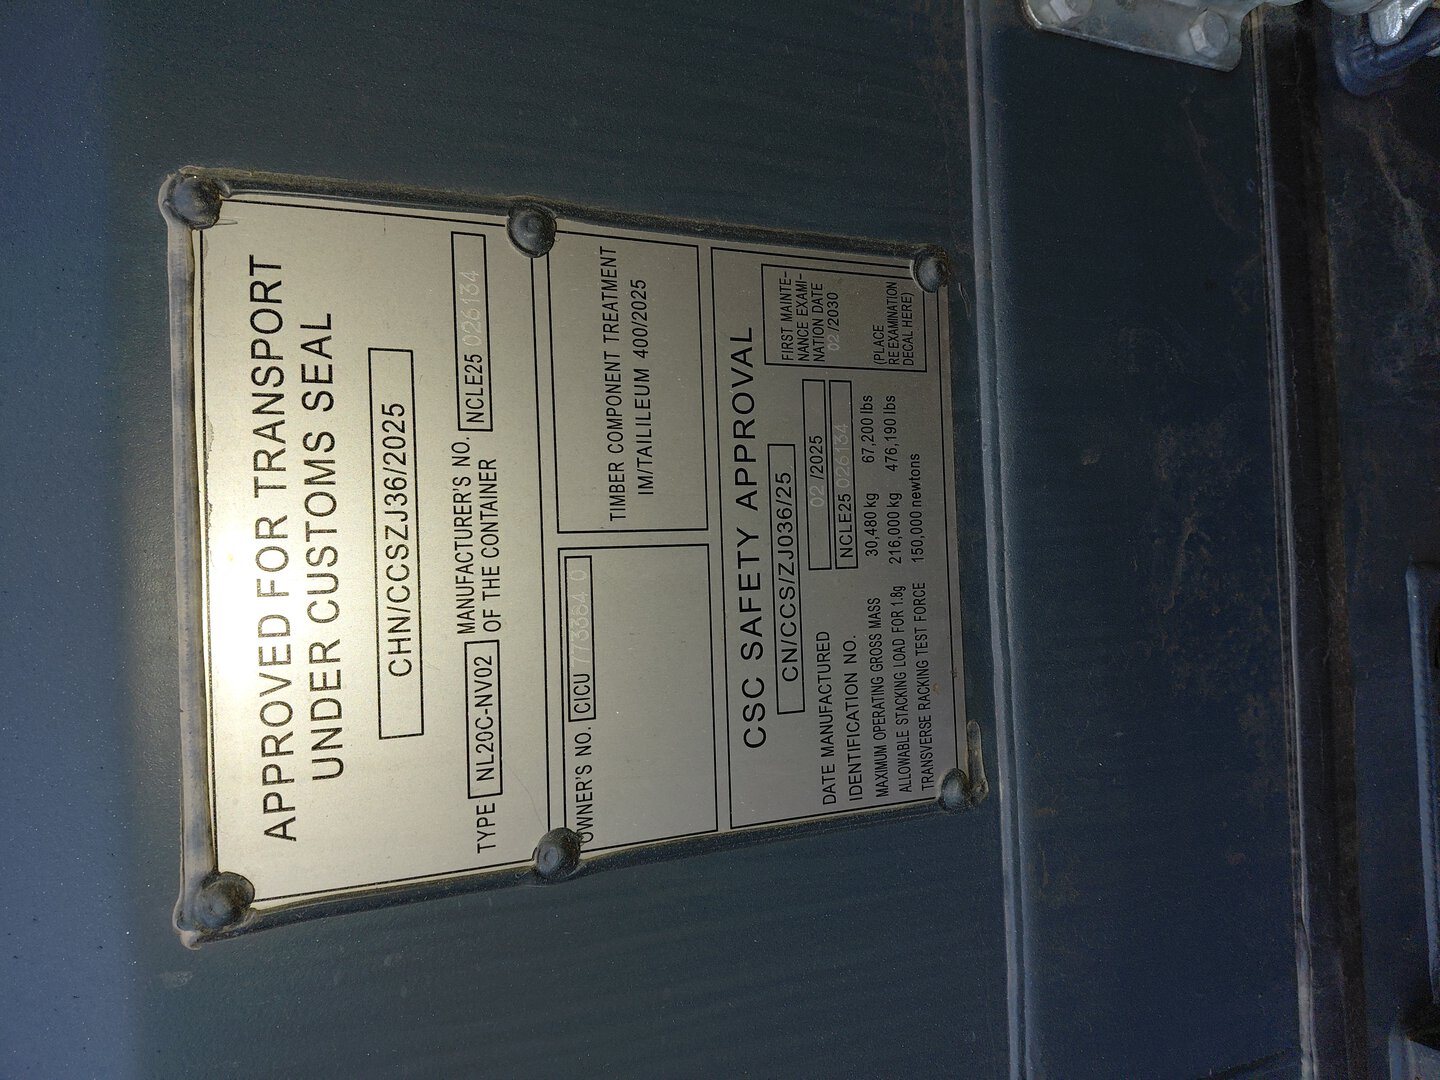 APPROVED FOR TRANSPORT
UNDER CUSTOMS SEAL
CHN/CCSZJ36/2025
TYPE NL20C-NV02 MANUFACTURER'S NO. OF THE CONTAINER NCLE25 026134
OWNER'S NO. CICU 773364 0
TIMBER COMPONENT TREATMENT
IM/TAILILEUM 400/2025
CSC SAFETY APPROVAL
CN/CCS/ZJ036/25
DATE MANUFACTURED 02 /2025
IDENTIFICATION NO. NCLE25 026134
MAXIMUM OPERATING GROSS MASS 30,480 kg 67,200 lbs
ALLOWABLE STACKING LOAD FOR 1.8g 216,000 kg 476,190 lbs
TRANSVERSE RACKING TEST FORCE 150,000 newtons
FIRST MAINTE-
NANCE EXAMI-
NATION DATE
02 /2030
(PLACE
REEXAMINATION
DECAL HERE)